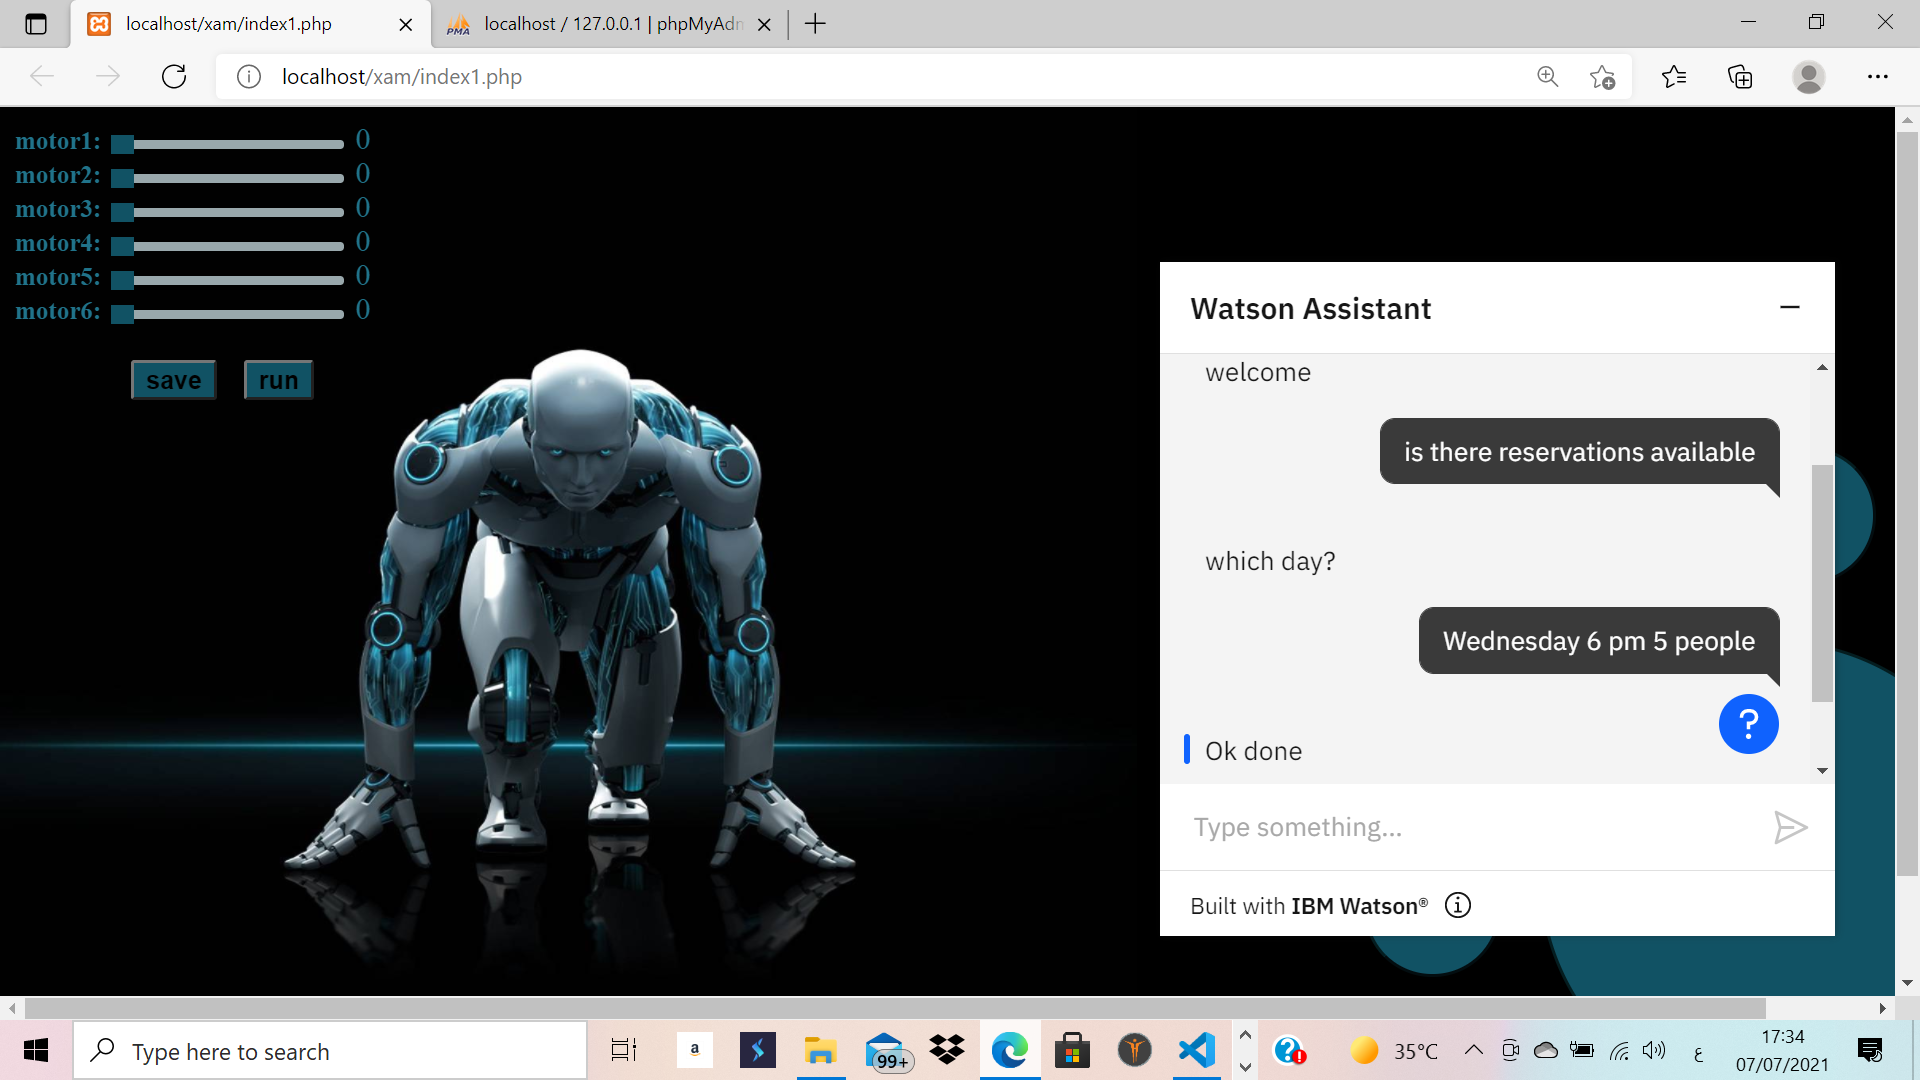 localhost/xam/index1.php
localhost / 127.0.0.1 | phpMyAdn
PMA
localhost/xam/index1.php
motor1: 0
motor2: 0
motor3: 0
motor4: 0
motor5: 0
motor6: 0
save run
Watson Assistant
welcome
is there reservations available
which day?
Wednesday 6 pm 5 people
?
Ok done
Type something...
Built with IBM Watson®
Type here to search
a
99+
35°C
ع
17:34
07/07/2021